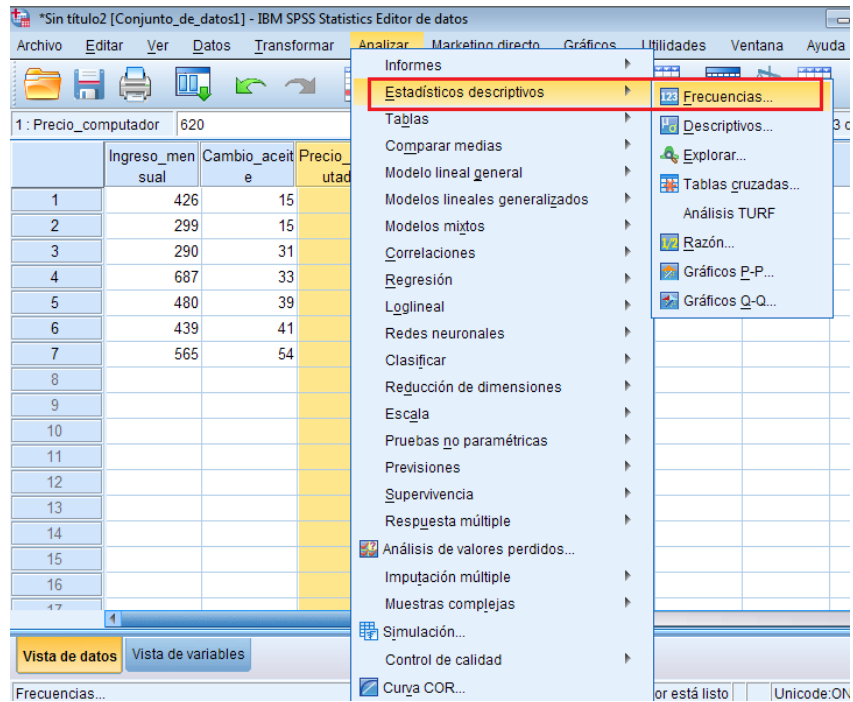 *Sin título2 [Conjunto_de_datos1] - IBM SPSS Statistics Editor de datos
Archivo Editar Ver Datos Transformar Analizar Marketing directo Gráficos Utilidades Ventana Ayuda
1 : Precio_computador 620
Ingreso_mensual Cambio_aceite
1 426 15
2 299 15
3 290 31
4 687 33
5 480 39
6 439 41
7 565 54
8
9
10
11
12
13
14
15
16
17
Informes
Estadísticos descriptivos
Tablas
Comparar medias
Modelo lineal general
Modelos lineales generalizados
Modelos mixtos
Correlaciones
Regresión
Loglineal
Redes neuronales
Clasificar
Reducción de dimensiones
Escala
Pruebas no paramétricas
Previsiones
Supervivencia
Respuesta múltiple
Análisis de valores perdidos...
Imputación múltiple
Muestras complejas
Simulación...
Control de calidad
Curva COR...
123 Frecuencias...
Descriptivos...
Explorar...
Tablas cruzadas...
Análisis TURF
1/2 Razón...
Gráficos P-P...
Gráficos Q-Q...
Vista de datos Vista de variables
Frecuencias... or está listo Unicode:ON